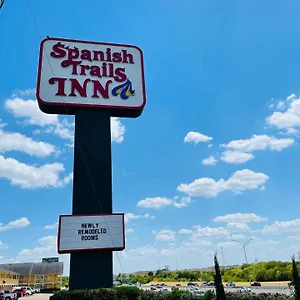 Spanish
Trails
INN
NEWLY
REMODELED
ROOMS